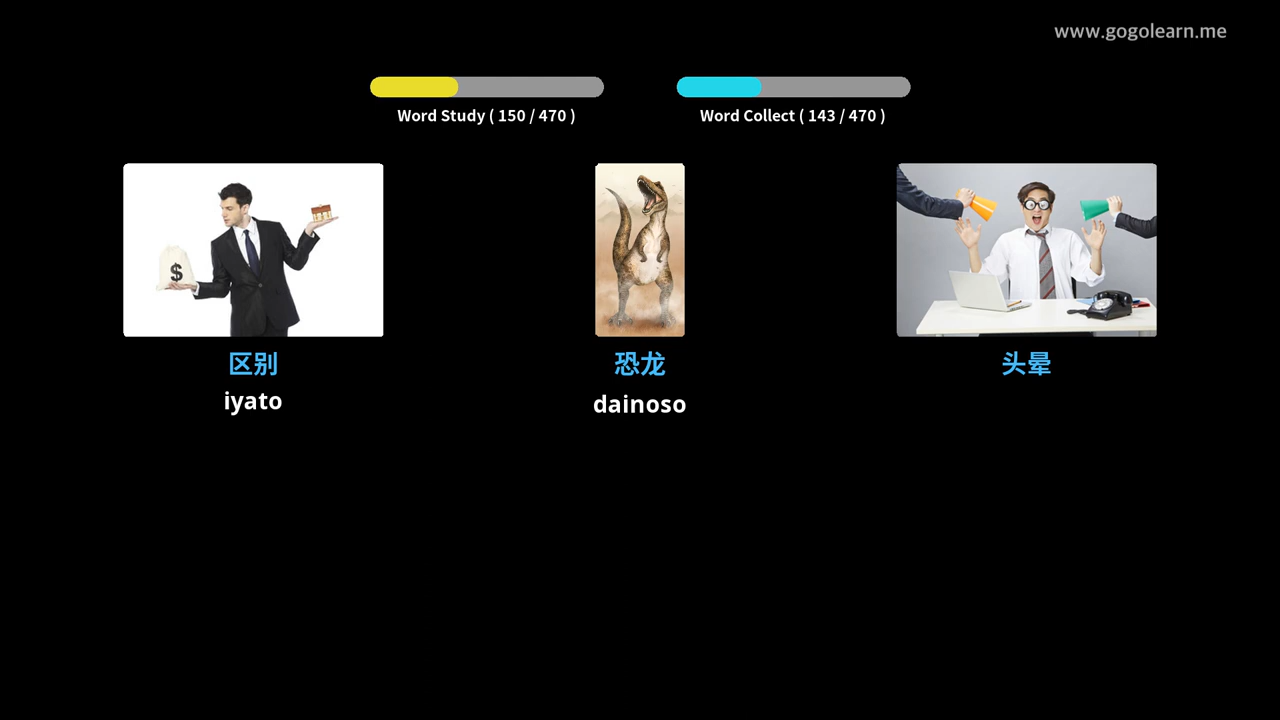 www.gogolearn.me
Word Study ( 150 / 470 )
Word Collect ( 143 / 470 )
$
区别
恐龙
头晕
iyato
dainoso